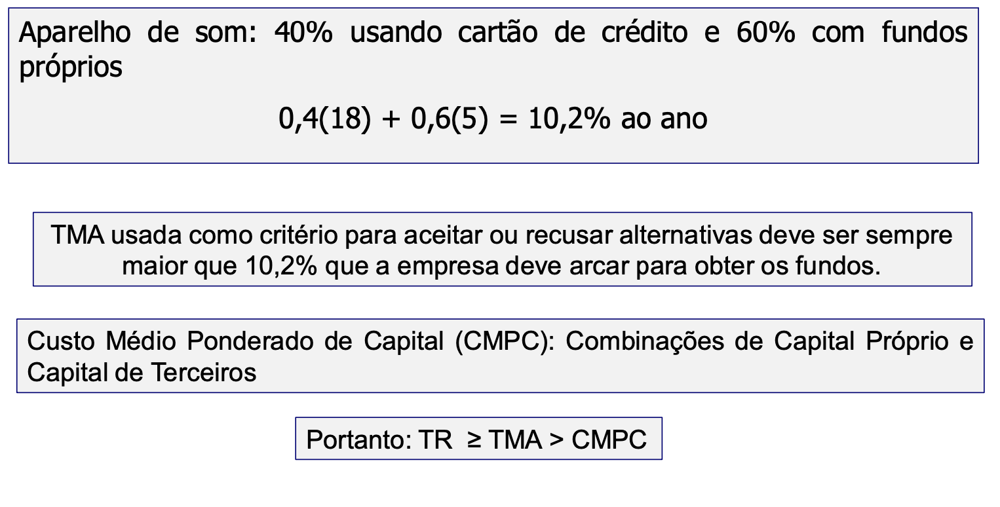 Aparelho de som: 40% usando cartão de crédito e 60% com fundos
próprios
0,4(18) + 0,6(5) = 10,2% ao ano
TMA usada como critério para aceitar ou recusar alternativas deve ser sempre
maior que 10,2% que a empresa deve arcar para obter os fundos.
Custo Médio Ponderado de Capital (CMPC): Combinações de Capital Próprio e
Capital de Terceiros
Portanto: TR ≥ TMA > CMPC